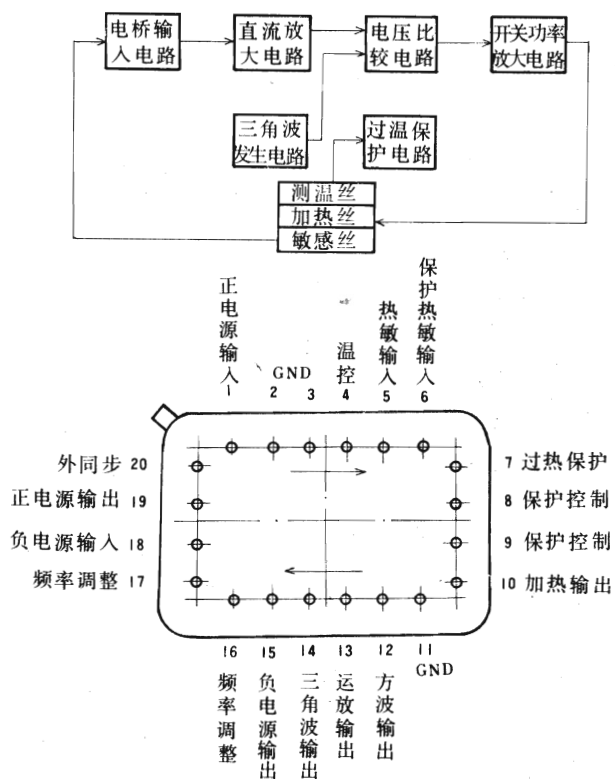 电桥输
入电路
直流放
大电路
电压比
较电路
开关功率
放大电路
三角波
发生电路
过温保
护电路
测温丝
加热丝
敏感丝
正电源输入
1
GND
2
3
温控
4
热敏输入
5
保护热敏输入
6
外同步 20
正电源输出 19
负电源输入 18
频率调整 17
7 过热保护
8 保护控制
9 保护控制
10 加热输出
16
频率调整
15
负电源输出
14
三角波输出
13
运放输出
12
方波输出
11
GND